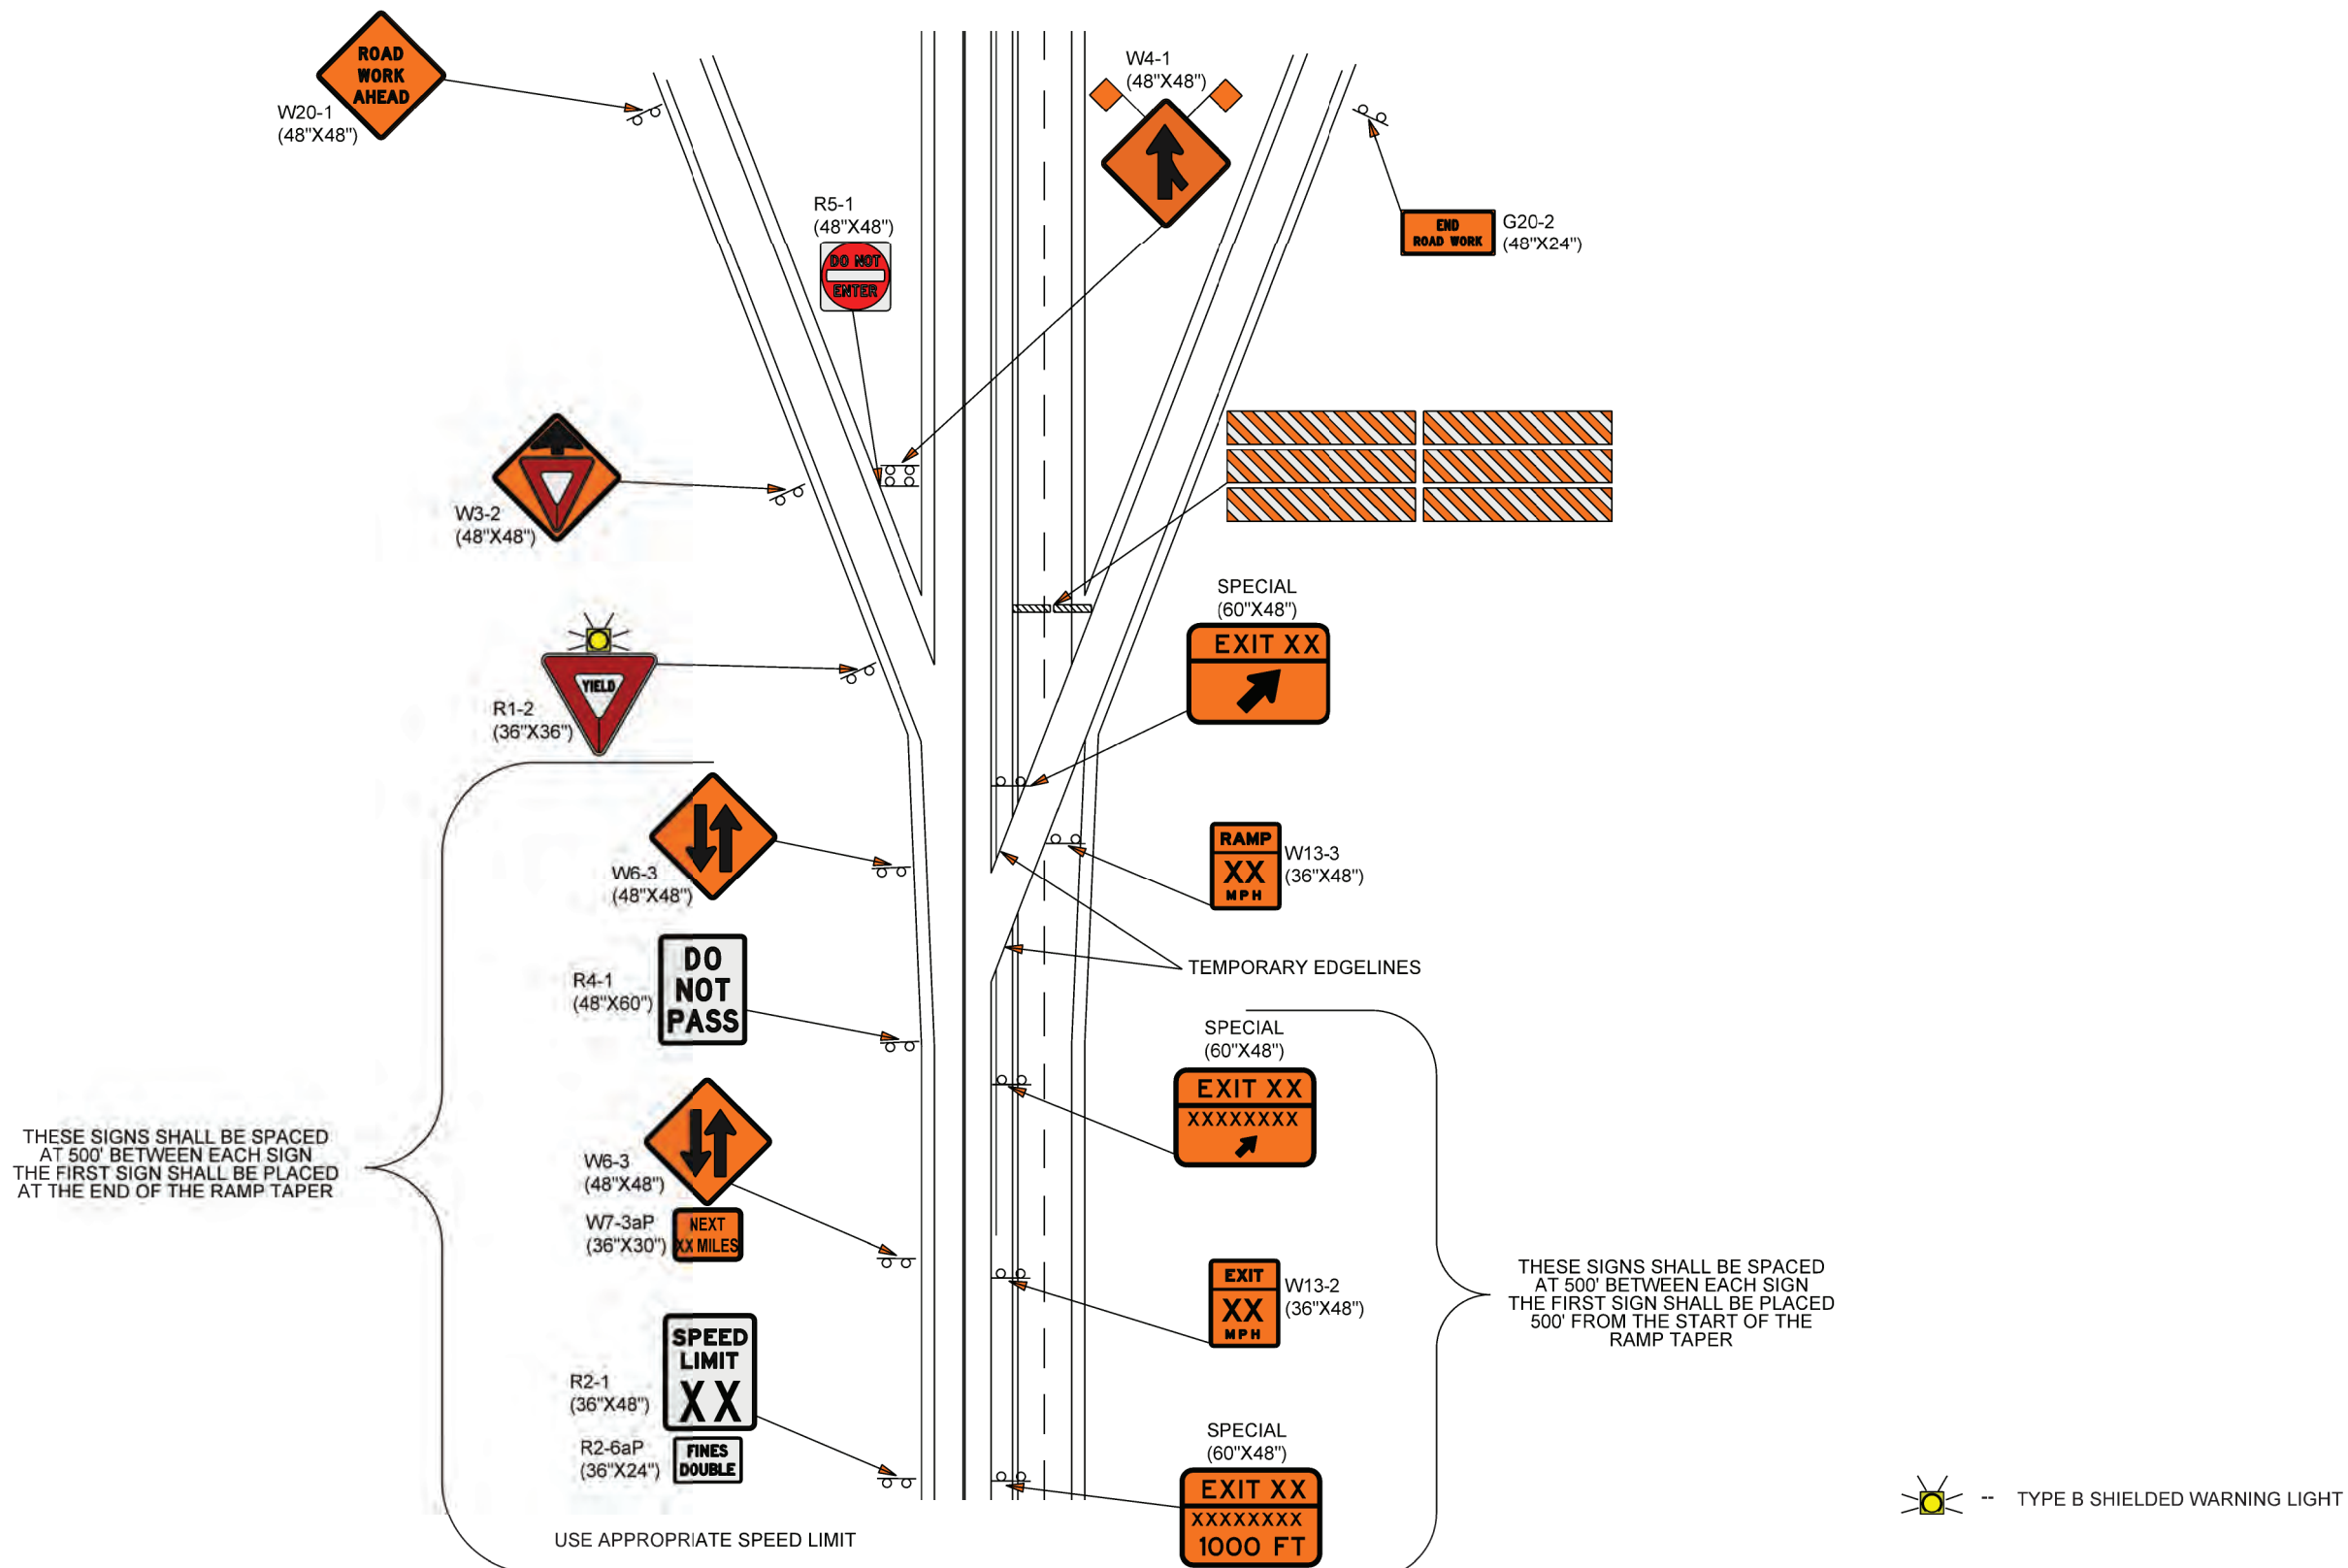 ROAD
WORK
AHEAD
W20-1
(48"X48")
W4-1
(48"X48")
R5-1
(48"X48")
DO NOT
ENTER
END
ROAD WORK
G20-2
(48"X24")
W3-2
(48"X48")
YIELD
R1-2
(36"X36")
SPECIAL
(60"X48")
EXIT XX
W6-3
(48"X48")
RAMP
XX
MPH
W13-3
(36"X48")
DO
NOT
PASS
R4-1
(48"X60")
TEMPORARY EDGELINES
SPECIAL
(60"X48")
EXIT XX
XXXXXXXX
THESE SIGNS SHALL BE SPACED
AT 500' BETWEEN EACH SIGN
THE FIRST SIGN SHALL BE PLACED
AT THE END OF THE RAMP TAPER
W6-3
(48"X48")
W7-3aP
(36"X30")
NEXT
XX MILES
EXIT
XX
MPH
W13-2
(36"X48")
THESE SIGNS SHALL BE SPACED
AT 500' BETWEEN EACH SIGN
THE FIRST SIGN SHALL BE PLACED
500' FROM THE START OF THE
RAMP TAPER
SPEED
LIMIT
XX
R2-1
(36"X48")
R2-6aP
(36"X24")
FINES
DOUBLE
SPECIAL
(60"X48")
EXIT XX
XXXXXXXX
1000 FT
USE APPROPRIATE SPEED LIMIT
-- TYPE B SHIELDED WARNING LIGHT